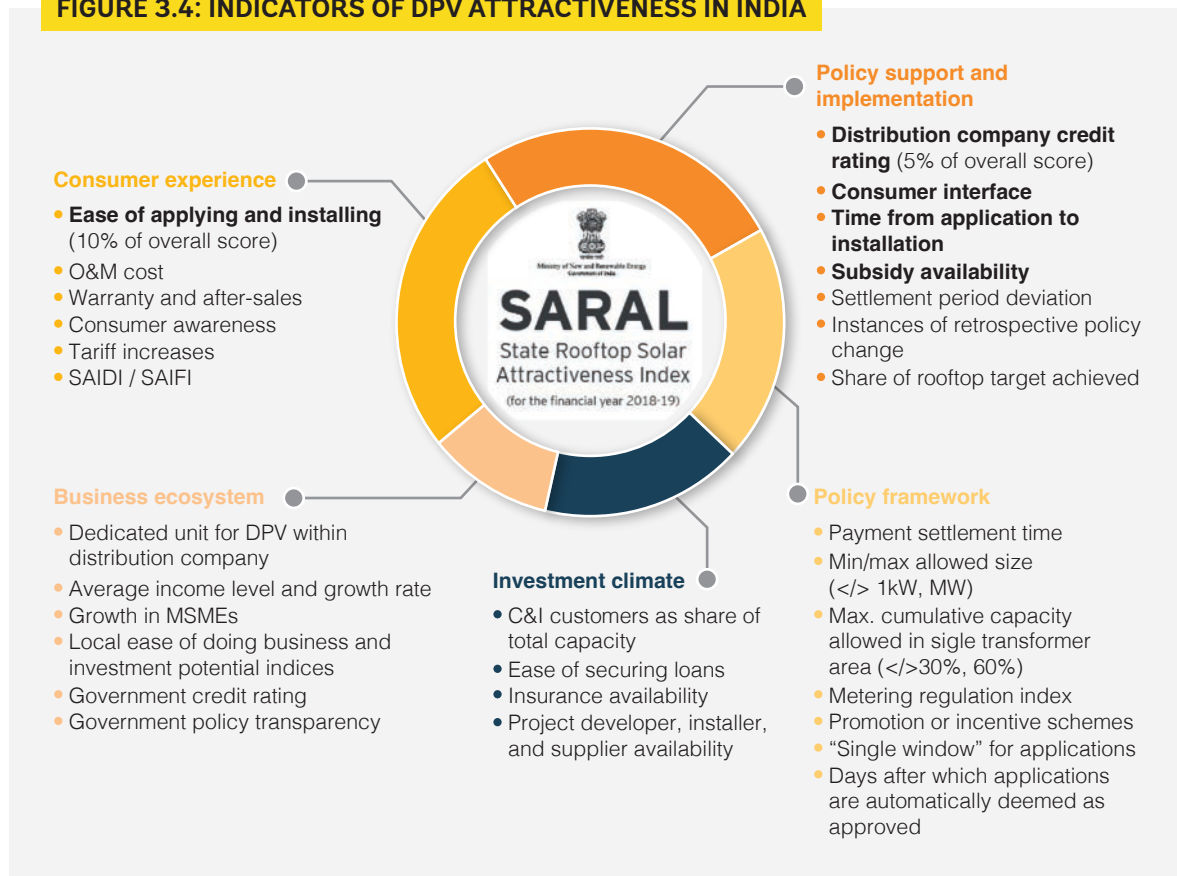 FIGURE 3.4: INDICATORS OF DPV ATTRACTIVENESS IN INDIA
Policy support and
implementation
• Distribution company credit
rating (5% of overall score)
• Consumer interface
• Time from application to
installation
• Subsidy availability
• Settlement period deviation
• Instances of retrospective policy
change
• Share of rooftop target achieved
Consumer experience
• Ease of applying and installing
(10% of overall score)
• O&M cost
• Warranty and after-sales
• Consumer awareness
• Tariff increases
• SAIDI / SAIFI
Ministry of New and Renewable Energy
Government of India
SARAL
State Rooftop Solar
Attractiveness Index
(for the financial year 2018-19)
Business ecosystem
• Dedicated unit for DPV within
distribution company
• Average income level and growth rate
• Growth in MSMEs
• Local ease of doing business and
investment potential indices
• Government credit rating
• Government policy transparency
Investment climate
• C&I customers as share of
total capacity
• Ease of securing loans
• Insurance availability
• Project developer, installer,
and supplier availability
Policy framework
• Payment settlement time
• Min/max allowed size
(</> 1kW, MW)
• Max. cumulative capacity
allowed in sigle transformer
area (</>30%, 60%)
• Metering regulation index
• Promotion or incentive schemes
• “Single window” for applications
• Days after which applications
are automatically deemed as
approved